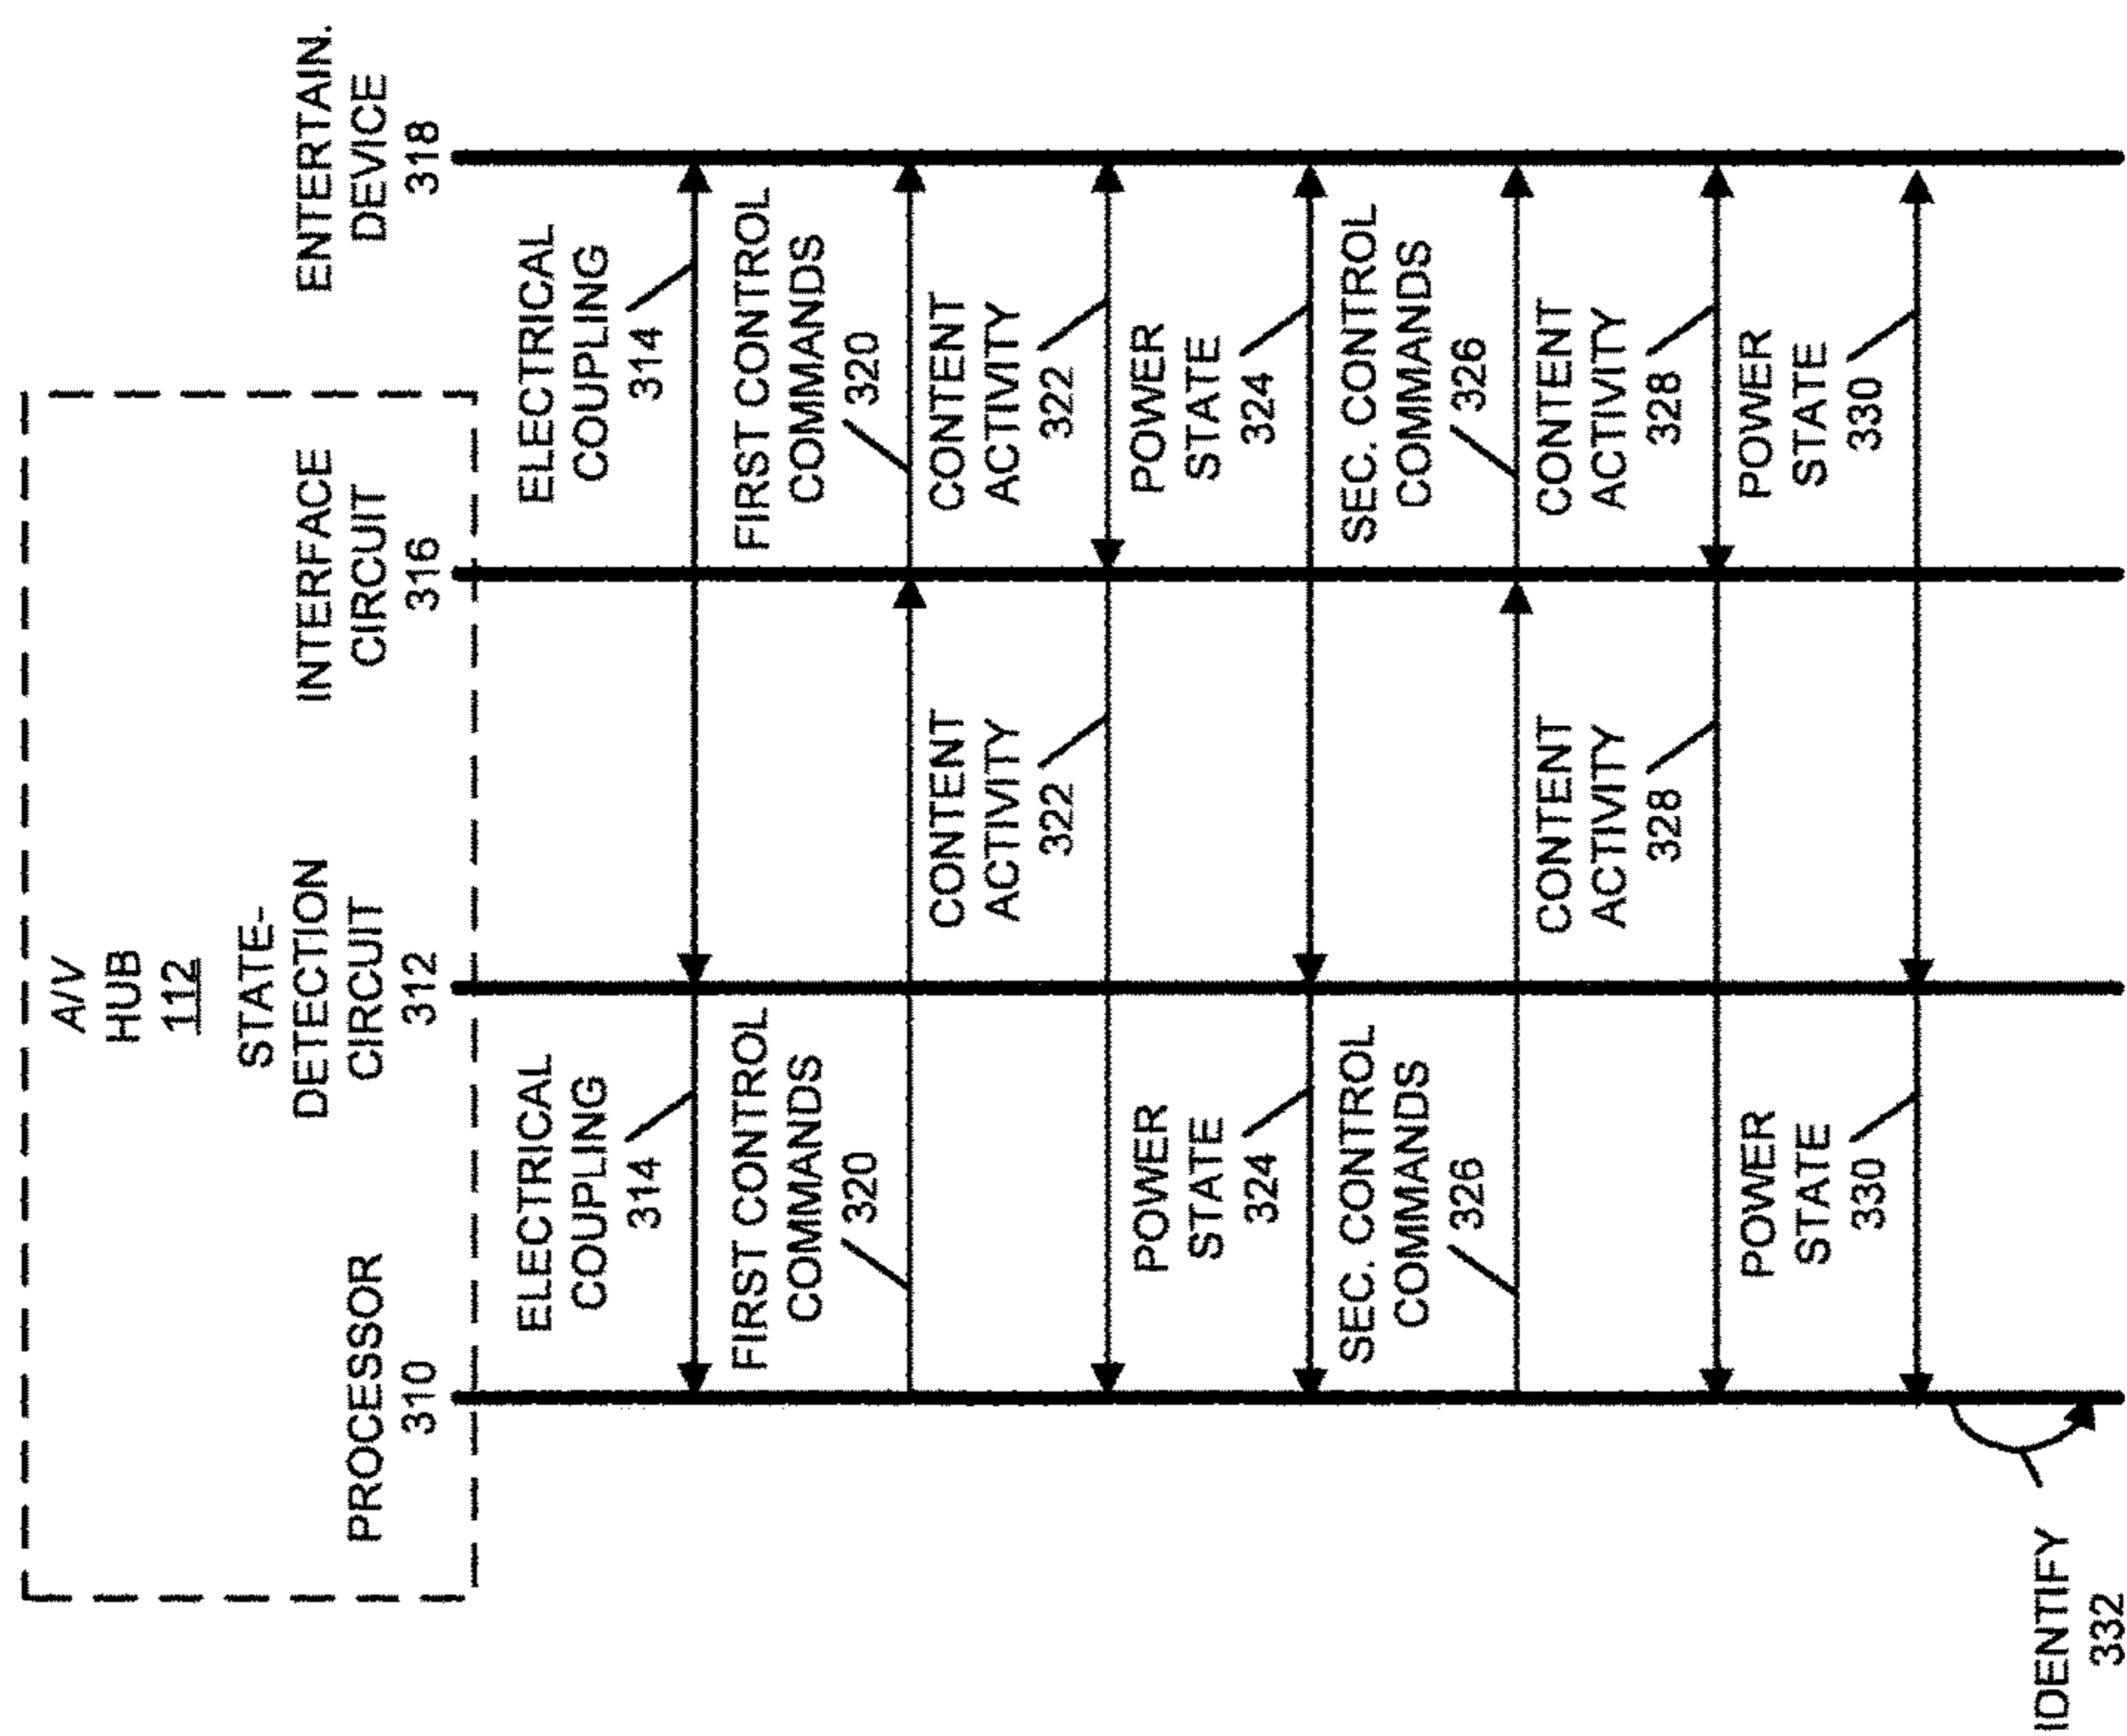 A/V
HUB
112
PROCESSOR
310
STATE-
DETECTION
CIRCUIT
312
INTERFACE
CIRCUIT
316
ENTERTAIN.
DEVICE
318
ELECTRICAL
COUPLING
314
ELECTRICAL
COUPLING
314
FIRST CONTROL
COMMANDS
320
FIRST CONTROL
COMMANDS
320
CONTENT
ACTIVITY
322
CONTENT
ACTIVITY
322
POWER
STATE
324
POWER
STATE
324
SEC. CONTROL
COMMANDS
326
SEC. CONTROL
COMMANDS
326
CONTENT
ACTIVITY
328
CONTENT
ACTIVITY
328
POWER
STATE
330
POWER
STATE
330
IDENTIFY
332